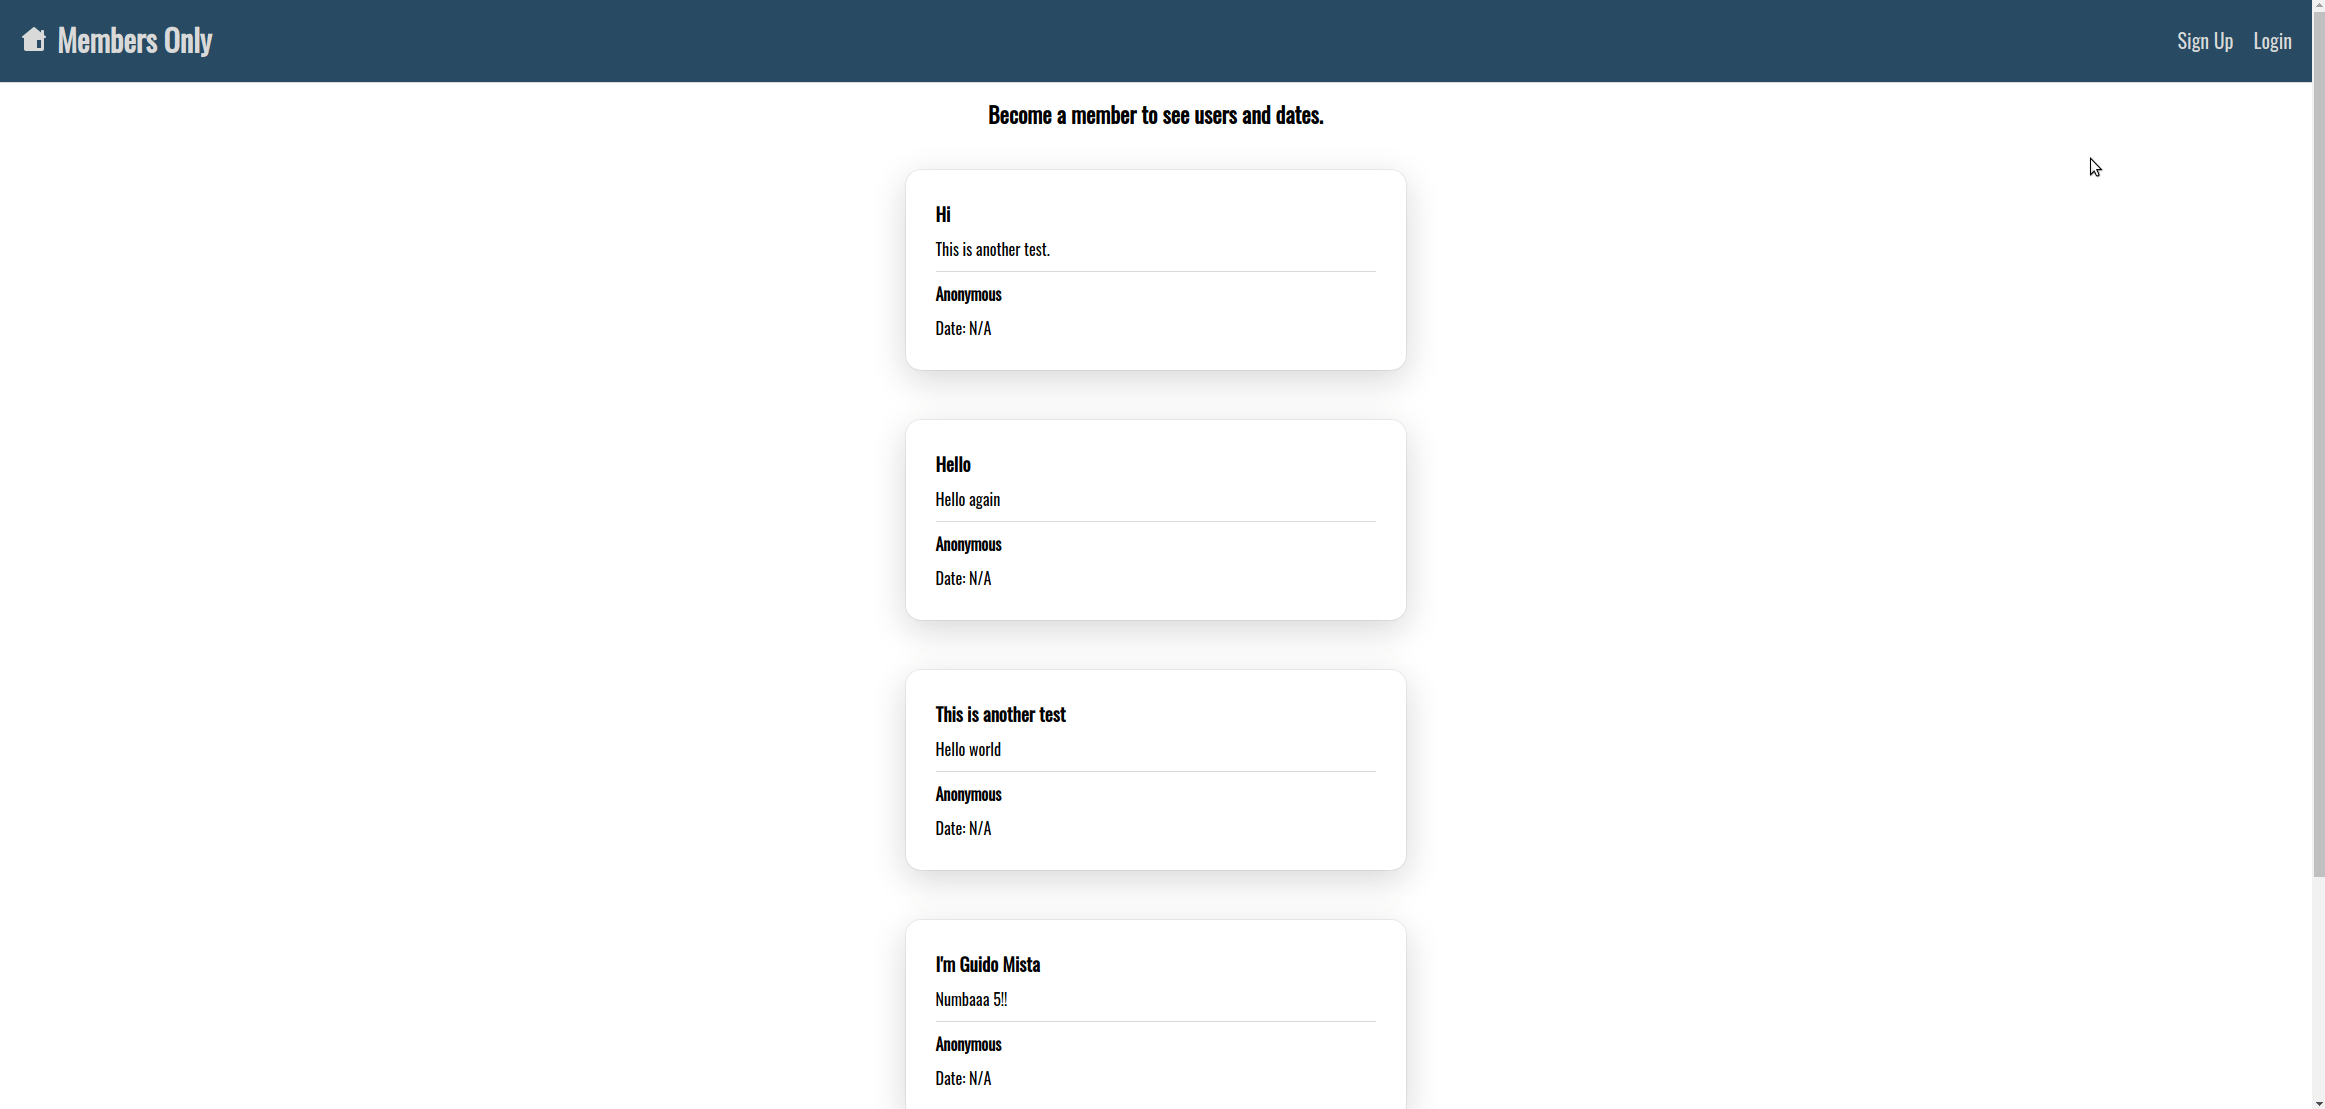 Members Only
Sign Up
Login
Become a member to see users and dates.
Hi
This is another test.
Anonymous
Date: N/A
Hello
Hello again
Anonymous
Date: N/A
This is another test
Hello world
Anonymous
Date: N/A
I'm Guido Mista
Numbaaa 5!!
Anonymous
Date: N/A